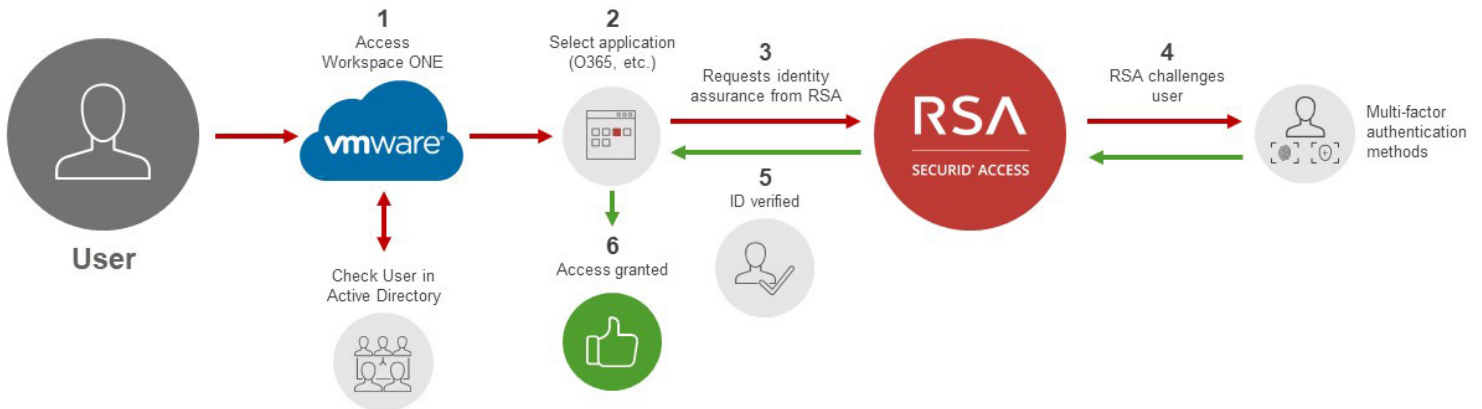 User
1
Access
Workspace ONE
vmware®
Check User in
Active Directory
2
Select application
(O365, etc.)
3
Requests identity
assurance from RSA
RSA
SECURID® ACCESS
4
RSA challenges
user
Multi-factor
authentication
methods
5
ID verified
6
Access granted